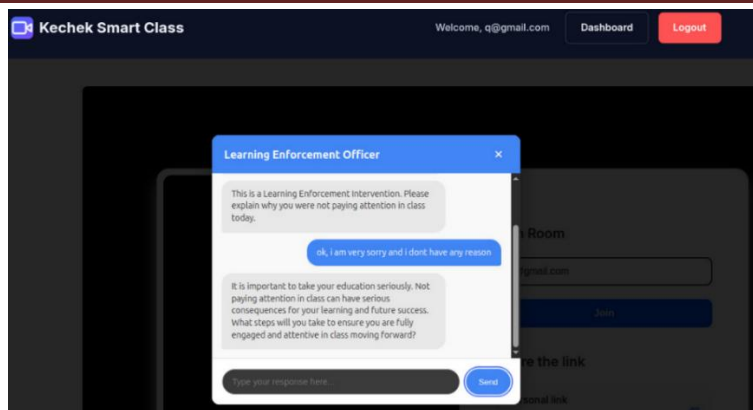 Kechek Smart Class
Welcome, q@gmail.com
Dashboard
Logout
Learning Enforcement Officer
×
This is a Learning Enforcement Intervention. Please
explain why you were not paying attention in class
today.
ok, i am very sorry and i dont have any reason
It is important to take your education seriously. Not
paying attention in class can have serious
consequences for your learning and future success.
What steps will you take to ensure you are fully
engaged and attentive in class moving forward?
Type your response here...
Send
Room
@gmail.com
Join
re the link
sonal link